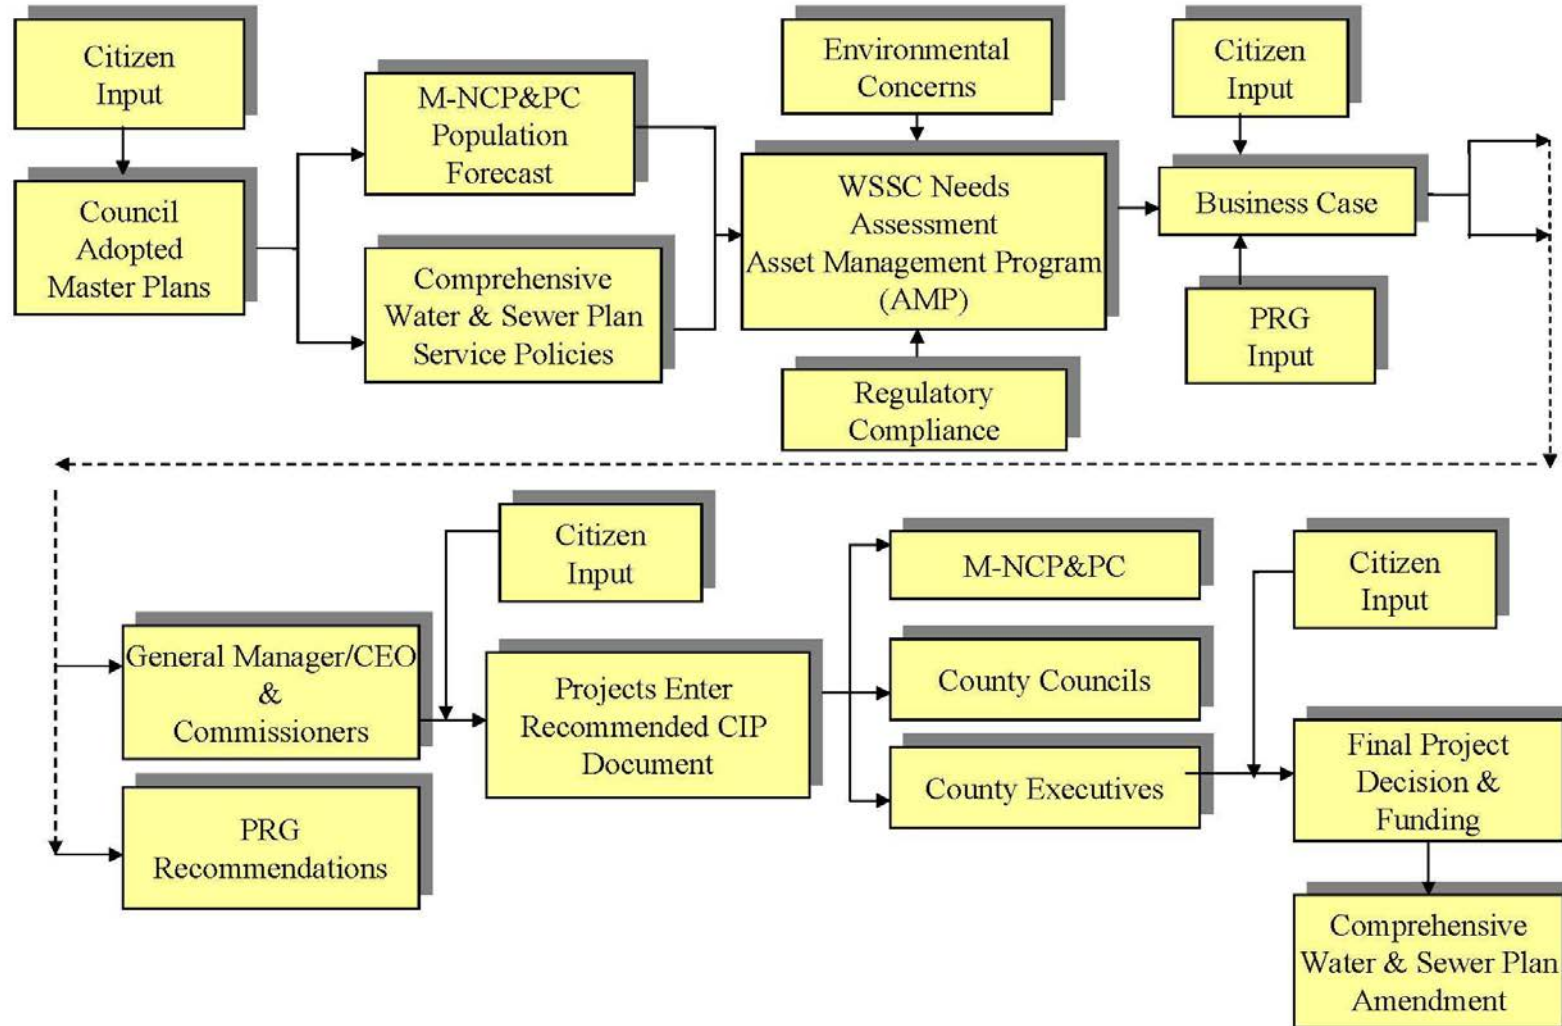 Citizen
Input
Council
Adopted
Master Plans
M-NCP&PC
Population
Forecast
Comprehensive
Water & Sewer Plan
Service Policies
Environmental
Concerns
WSSC Needs
Assessment
Asset Management Program
(AMP)
Regulatory
Compliance
Citizen
Input
Business Case
PRG
Input
General Manager/CEO
&
Commissioners
PRG
Recommendations
Citizen
Input
Projects Enter
Recommended CIP
Document
M-NCP&PC
County Councils
County Executives
Citizen
Input
Final Project
Decision &
Funding
Comprehensive
Water & Sewer Plan
Amendment